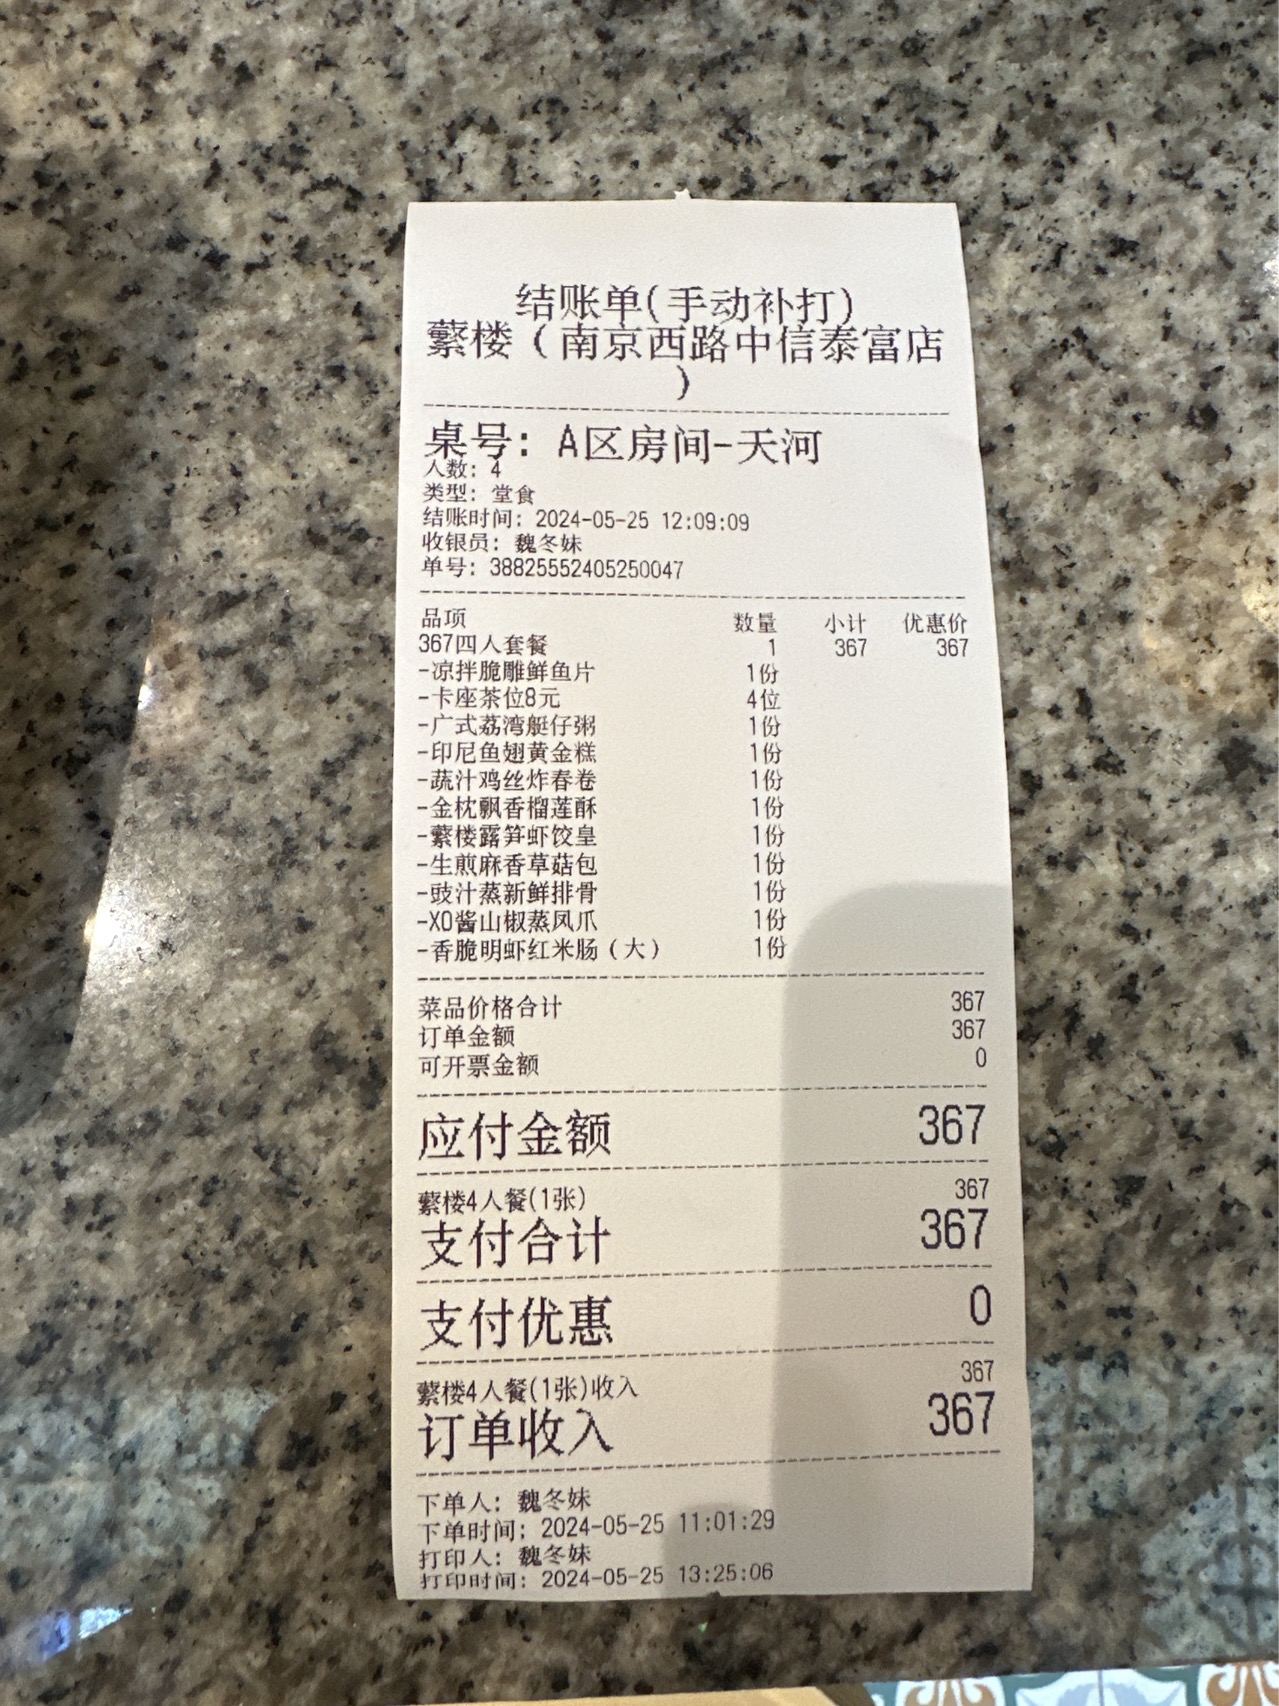 结账单(手动补打)
蘩楼（南京西路中信泰富店
）
桌号: A区房间-天河
人数: 4
类型: 堂食
结账时间: 2024-05-25 12:09:09
收银员: 魏冬妹
单号: 38825552405250047
品项 数量 小计 优惠价
367四人套餐 1 367 367
-凉拌脆雕鲜鱼片 1份
-卡座茶位8元 4位
-广式荔湾艇仔粥 1份
-印尼鱼翅黄金糕 1份
-蔬汁鸡丝炸春卷 1份
-金枕飘香榴莲酥 1份
-蘩楼露笋虾饺皇 1份
-生煎麻香草菇包 1份
-豉汁蒸新鲜排骨 1份
-XO酱山椒蒸凤爪 1份
-香脆明虾红米肠（大） 1份
菜品价格合计 367
订单金额 367
可开票金额 0
应付金额 367
蘩楼4人餐(1张) 367
支付合计 367
支付优惠 0
蘩楼4人餐(1张)收入 367
订单收入 367
下单人: 魏冬妹
下单时间: 2024-05-25 11:01:29
打印人: 魏冬妹
打印时间: 2024-05-25 13:25:06